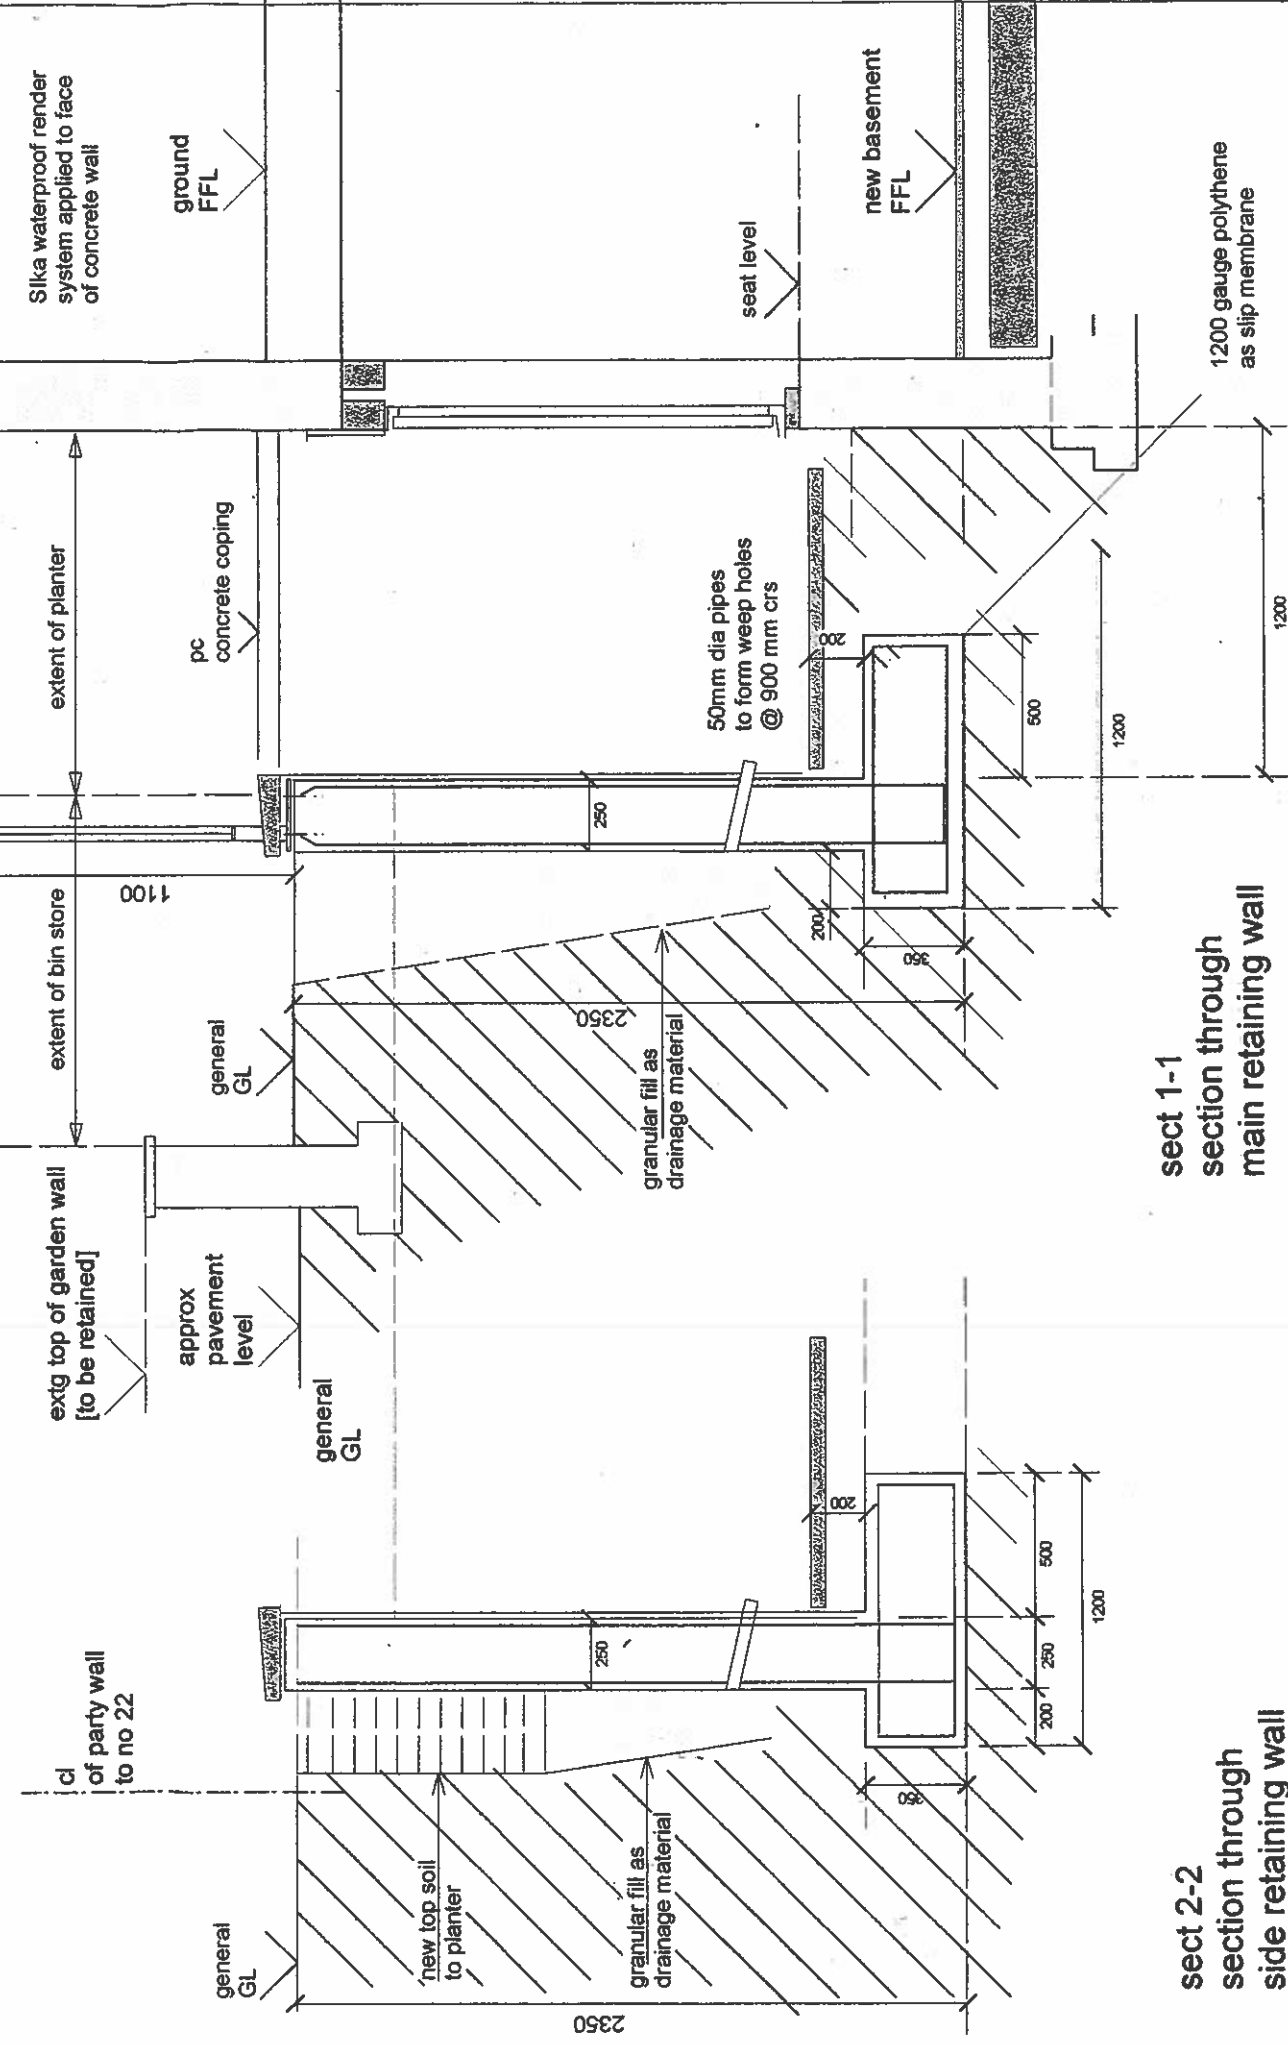 Sika waterproof render
system applied to face
of concrete wall
ground
FFL
seat level
new basement
FFL
1200 gauge polythene
as slip membrane
extent of planter
pc
concrete coping
50mm dia pipes
to form weep holes
@ 900 mm crs
200
500
1200
1200
extent of bin store
1100
250
general
GL
2350
200
350
granular fill as
drainage material
extg top of garden wall
[to be retained]
approx
pavement
level
sect 1-1
section through
main retaining wall
general
GL
200
cl
of party wall
to no 22
250
500
250
200
1200
350
general
GL
new top soil
to planter
granular fill as
drainage material
2350
sect 2-2
section through
side retaining wall